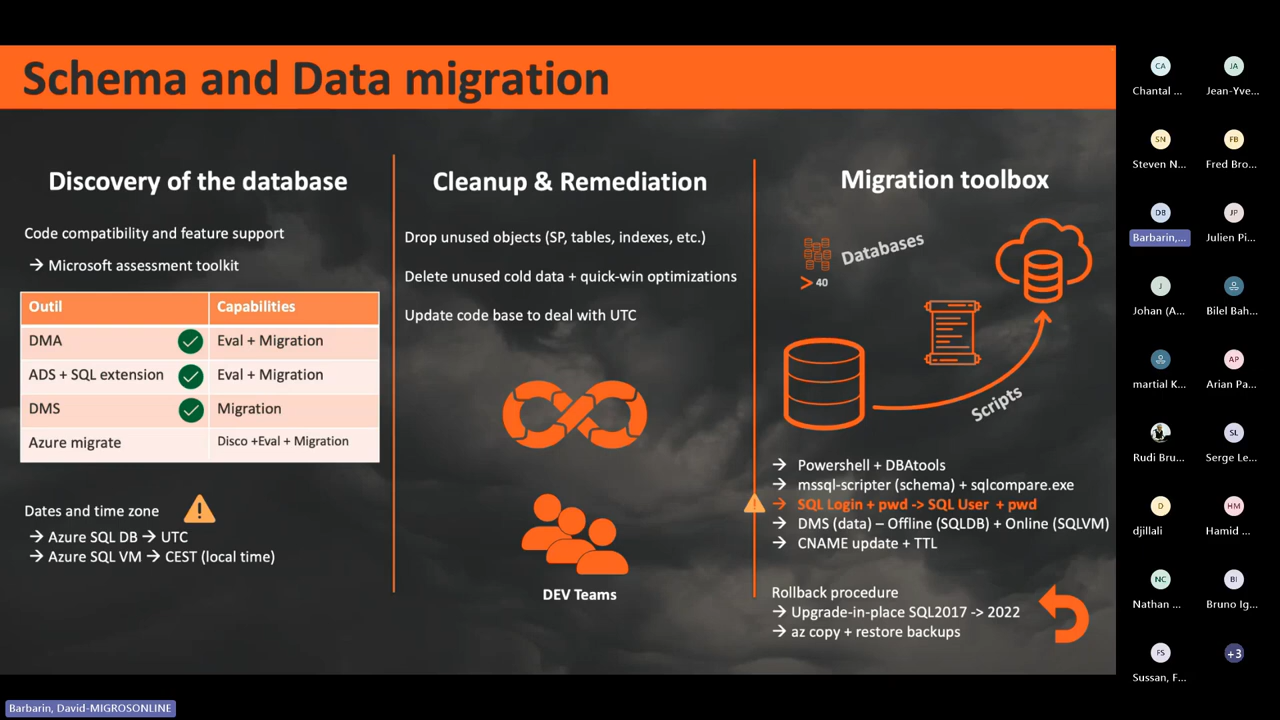 Schema and Data migration
Discovery of the database
Code compatibility and feature support
→ Microsoft assessment toolkit
Outil Capabilities
DMA Eval + Migration
ADS + SQL extension Eval + Migration
DMS Migration
Azure migrate Disco +Eval + Migration
Dates and time zone
→ Azure SQL DB → UTC
→ Azure SQL VM → CEST (local time)
Cleanup & Remediation
Drop unused objects (SP, tables, indexes, etc.)
Delete unused cold data + quick-win optimizations
Update code base to deal with UTC
DEV Teams
Migration toolbox
Databases
> 40
Scripts
→ Powershell + DBAtools
→ mssql-scripter (schema) + sqlcompare.exe
→ SQL Login + pwd -> SQL User + pwd
→ DMS (data) – Offline (SQLDB) + Online (SQLVM)
→ CNAME update + TTL
Rollback procedure
→ Upgrade-in-place SQL2017 -> 2022
→ az copy + restore backups
CA JA
Chantal ... Jean-Yve...
SN FB
Steven N... Fred Bro...
DB JP
Barbarin,... Julien Pi...
J
Johan (A... Bilel Bah...
AP
martial K... Arian Pa...
SL
Rudi Bru... Serge Le...
D HM
djillali Hamid ...
NC BI
Nathan ... Bruno Ig...
FS +3
Sussan, F...
Barbarin, David-MIGROSONLINE